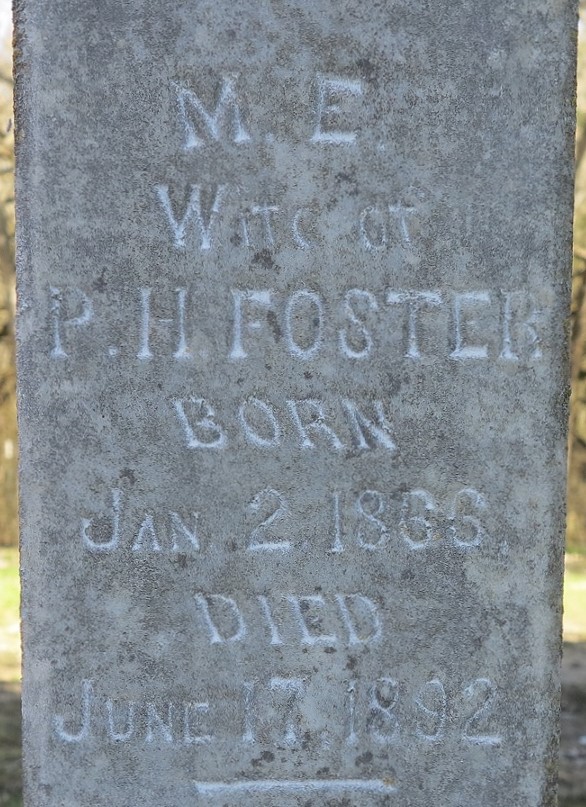 M. E.
Wife of
P. H. FOSTER
BORN
JAN 2, 1866.
DIED
JUNE 17, 1892